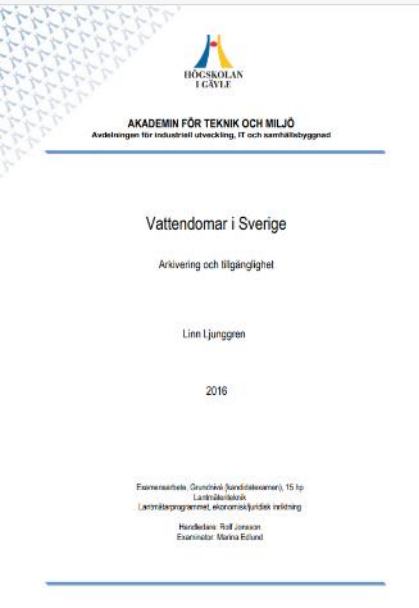 HÖGSKOLAN
I GÄVLE
AKADEMIN FÖR TEKNIK OCH MILJÖ
Avdelningen för industriell utveckling, IT och samhällsbyggnad
Vattendomar i Sverige
Arkivering och tillgänglighet
Linn Ljunggren
2016
Examensarbete, Grundnivå (kandidatexamen), 15 hp
Lantmäteriteknik
Lantmätarprogrammet, ekonomisk/juridisk inriktning
Handledare: Rolf Jonsson
Examinator: Marina Edlund